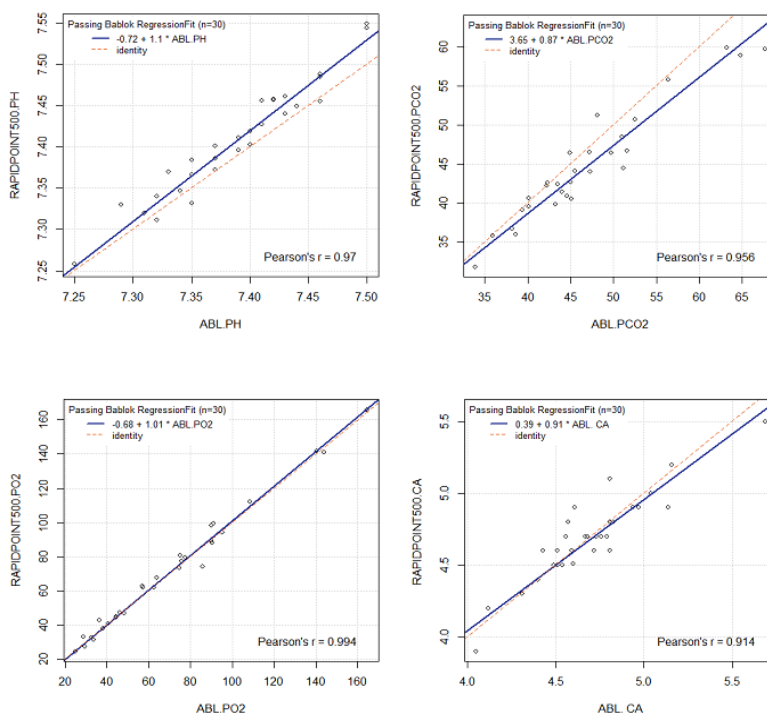 Passing Bablok RegressionFit (n=30)
-0.72 + 1.1 * ABL.PH
identity
7.55
7.50
7.45
7.40
7.35
7.30
7.25
RAPIDPOINT500.PH
Pearson's r = 0.97
7.25 7.30 7.35 7.40 7.45 7.50
ABL.PH
Passing Bablok RegressionFit (n=30)
3.65 + 0.87 * ABL.PCO2
identity
60
55
50
45
40
35
RAPIDPOINT500.PCO2
Pearson's r = 0.956
35 40 45 50 55 60 65
ABL.PCO2
Passing Bablok RegressionFit (n=30)
-0.68 + 1.01 * ABL.PO2
identity
160
140
120
100
80
60
40
20
RAPIDPOINT500.PO2
Pearson's r = 0.994
20 40 60 80 100 120 140 160
ABL.PO2
Passing Bablok RegressionFit (n=30)
0.39 + 0.91 * ABL. CA
identity
5.5
5.0
4.5
4.0
RAPIDPOINT500.CA
Pearson's r = 0.914
4.0 4.5 5.0 5.5
ABL. CA